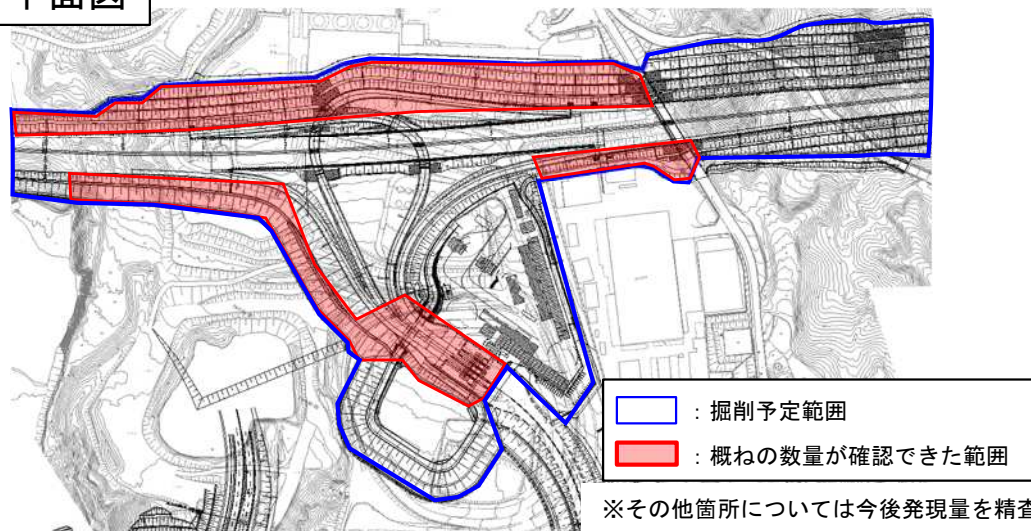 平面図
：掘削予定範囲
：概ねの数量が確認できた範囲
※その他箇所については今後発現量を精査